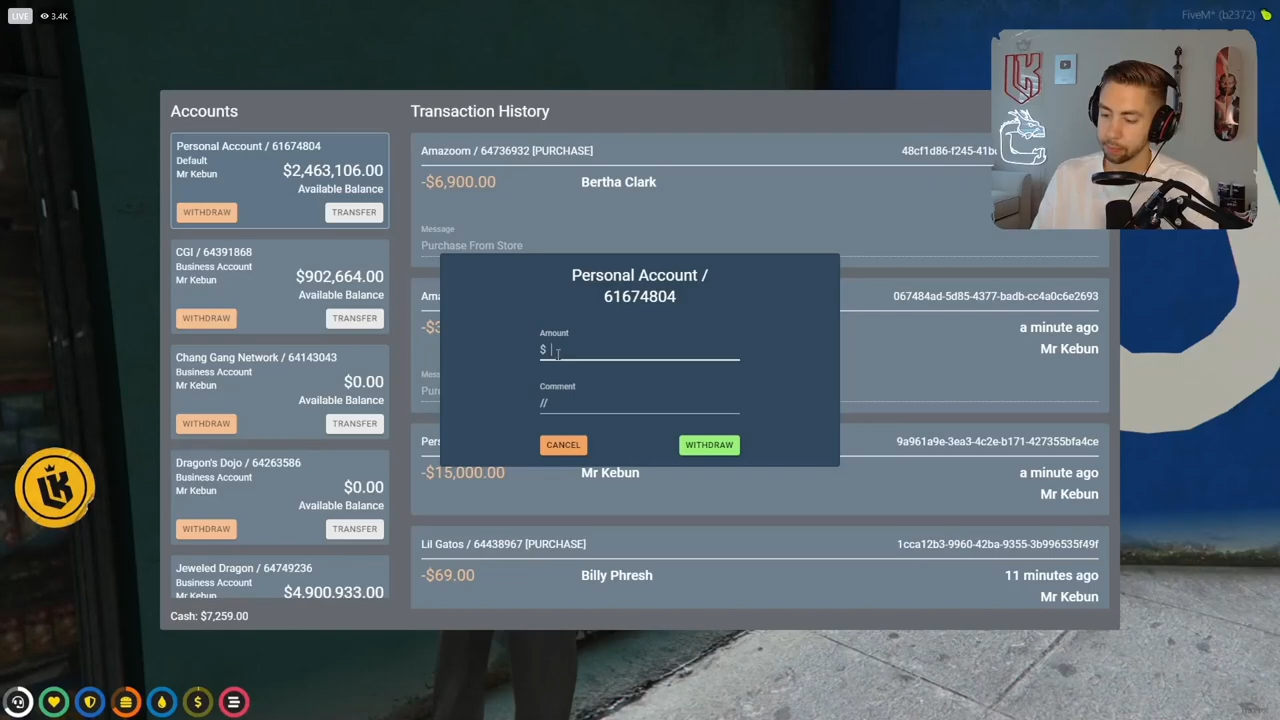 LIVE 3.4K
FiveM* (b2372)
Accounts
Personal Account / 61674804
Default
Mr Kebun
$2,463,106.00
Available Balance
WITHDRAW
TRANSFER
CGI / 64391868
Business Account
Mr Kebun
$902,664.00
Available Balance
WITHDRAW
TRANSFER
Chang Gang Network / 64143043
Business Account
Mr Kebun
$0.00
Available Balance
WITHDRAW
TRANSFER
Dragon's Dojo / 64263586
Business Account
Mr Kebun
$0.00
Available Balance
WITHDRAW
TRANSFER
Jeweled Dragon / 64749236
Business Account
Mr Kebun
$4,900,933.00
Cash: $7,259.00
Transaction History
Amazoom / 64736932 [PURCHASE]
48cf1d86-f245-41b
-$6,900.00
Bertha Clark
Message
Purchase From Store
067484ad-5d85-4377-badb-cc4a0c6e2693
a minute ago
Mr Kebun
Personal Account /
61674804
Amount
$
Comment
//
CANCEL
WITHDRAW
9a961a9e-3ea3-4c2e-b171-427355bfa4ce
-$15,000.00
Mr Kebun
a minute ago
Mr Kebun
Lil Gatos / 64438967 [PURCHASE]
1cca12b3-9960-42ba-9355-3b996535f49f
-$69.00
Billy Phresh
11 minutes ago
Mr Kebun
LK